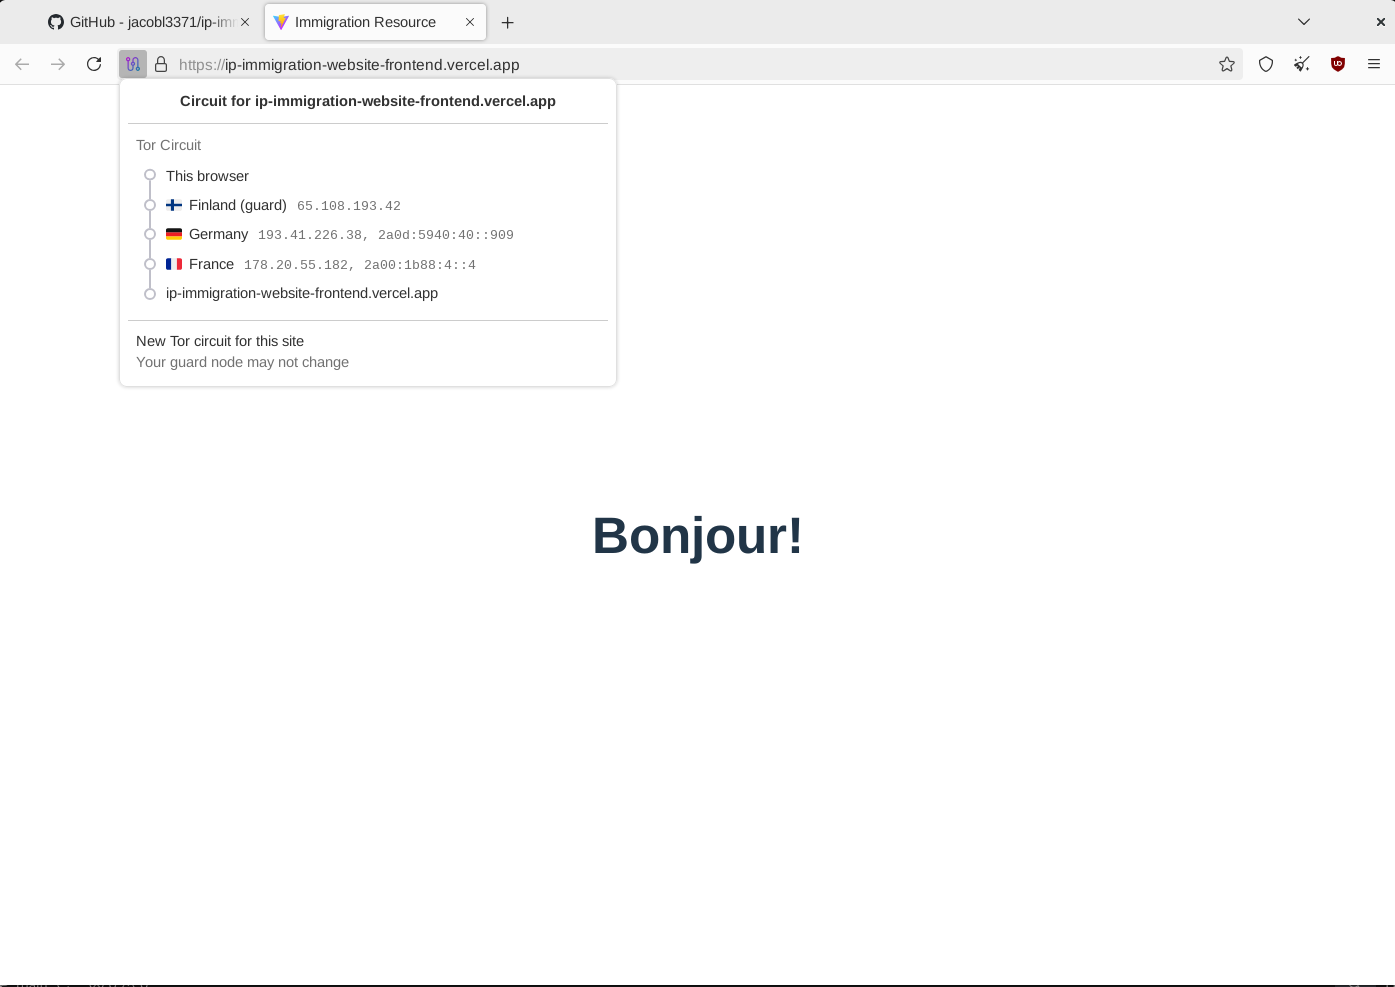 GitHub - jacobl3371/ip-imm
Immigration Resource
https://ip-immigration-website-frontend.vercel.app
Circuit for ip-immigration-website-frontend.vercel.app
Tor Circuit
This browser
Finland (guard) 65.108.193.42
Germany 193.41.226.38, 2a0d:5940:40::909
France 178.20.55.182, 2a00:1b88:4::4
ip-immigration-website-frontend.vercel.app
New Tor circuit for this site
Your guard node may not change
Bonjour!